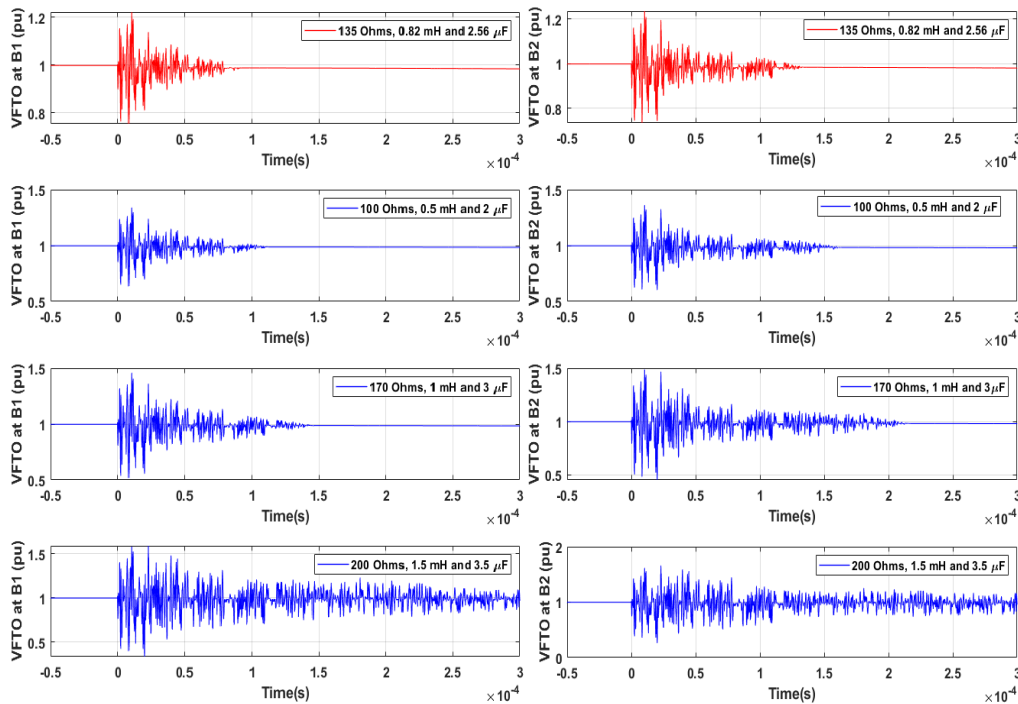 VFTO at B1 (pu)
1.2
1
0.8
135 Ohms, 0.82 mH and 2.56 μF
-0.5 0 0.5 1 1.5 2 2.5 3
Time(s)
×10⁻⁴
VFTO at B2 (pu)
1.2
1
0.8
135 Ohms, 0.82 mH and 2.56 μF
-0.5 0 0.5 1 1.5 2 2.5 3
Time(s)
×10⁻⁴
VFTO at B1 (pu)
1.5
1
0.5
100 Ohms, 0.5 mH and 2 μF
-0.5 0 0.5 1 1.5 2 2.5 3
Time(s)
×10⁻⁴
VFTO at B2 (pu)
1.5
1
0.5
100 Ohms, 0.5 mH and 2 μF
-0.5 0 0.5 1 1.5 2 2.5 3
Time(s)
×10⁻⁴
VFTO at B1 (pu)
1.5
1
0.5
170 Ohms, 1 mH and 3 μF
-0.5 0 0.5 1 1.5 2 2.5 3
Time(s)
×10⁻⁴
VFTO at B2 (pu)
1.5
1
0.5
170 Ohms, 1 mH and 3μF
-0.5 0 0.5 1 1.5 2 2.5 3
Time(s)
×10⁻⁴
VFTO at B1 (pu)
1.5
1
0.5
200 Ohms, 1.5 mH and 3.5 μF
-0.5 0 0.5 1 1.5 2 2.5 3
Time(s)
×10⁻⁴
VFTO at B2 (pu)
2
1
0
200 Ohms, 1.5 mH and 3.5 μF
-0.5 0 0.5 1 1.5 2 2.5 3
Time(s)
×10⁻⁴